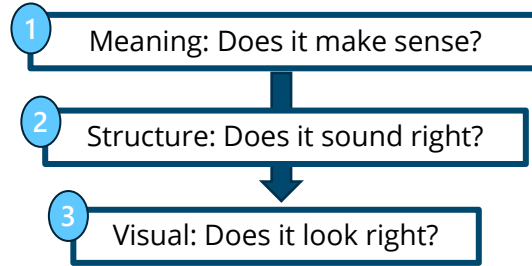 1
Meaning: Does it make sense?
2
Structure: Does it sound right?
3
Visual: Does it look right?